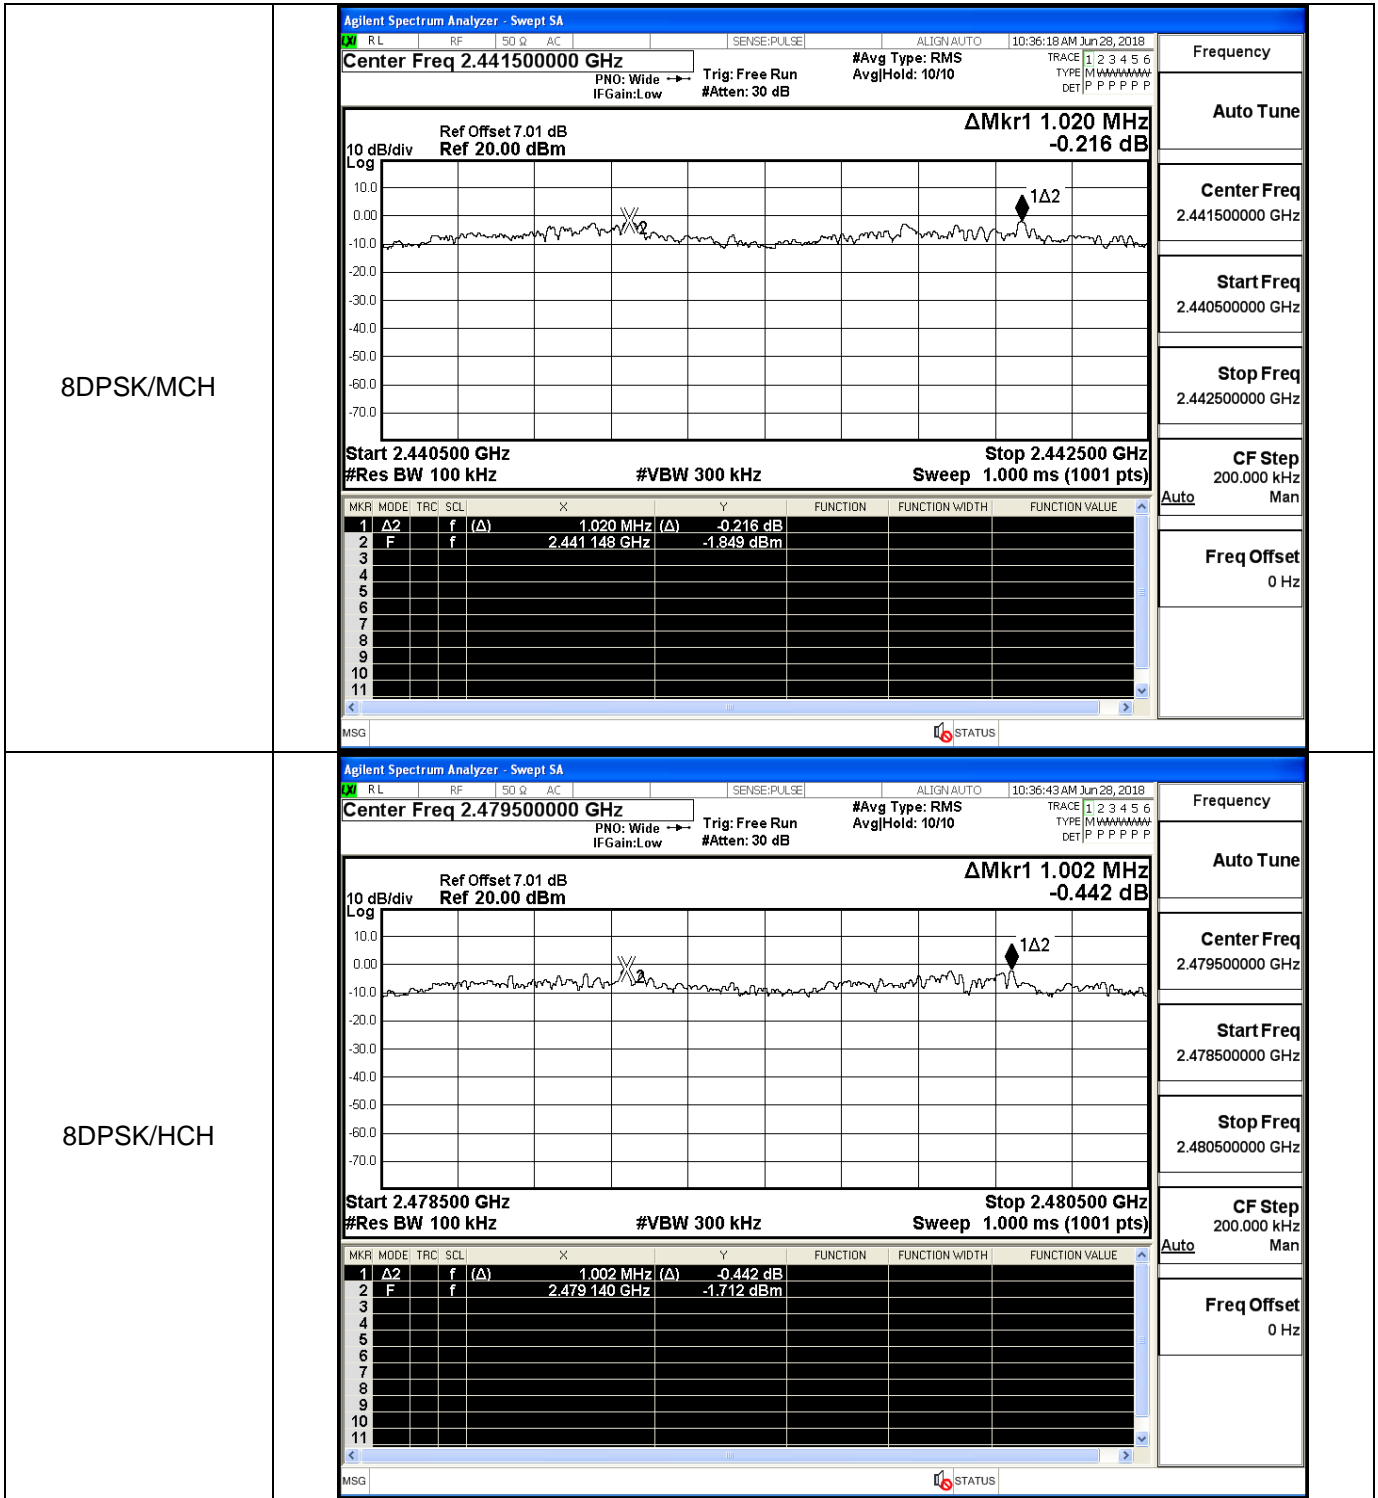 8DPSK/MCH
Agilent Spectrum Analyzer - Swept SA
LXI RL RF 50 Ω AC SENSE:PULSE ALIGN AUTO 10:36:18 AM Jun 28, 2018
Center Freq 2.441500000 GHz
PNO: Wide
IFGain:Low
Trig: Free Run
#Atten: 30 dB
#Avg Type: RMS
Avg|Hold: 10/10
TRACE 1 2 3 4 5 6
TYPE M WWWWW
DET P P P P P P
ΔMkr1 1.020 MHz
-0.216 dB
Ref Offset 7.01 dB
10 dB/div Ref 20.00 dBm
Log
10.0
0.00
-10.0
-20.0
-30.0
-40.0
-50.0
-60.0
-70.0
2
1Δ2
Start 2.440500 GHz Stop 2.442500 GHz
#Res BW 100 kHz #VBW 300 kHz Sweep 1.000 ms (1001 pts)
MKR MODE TRC SCL X Y FUNCTION FUNCTION WIDTH FUNCTION VALUE
1 Δ2 f (Δ) 1.020 MHz (Δ) -0.216 dB
2 F f 2.441 148 GHz -1.849 dBm
3
4
5
6
7
8
9
10
11
MSG STATUS
Frequency
Auto Tune
Center Freq
2.441500000 GHz
Start Freq
2.440500000 GHz
Stop Freq
2.442500000 GHz
CF Step
200.000 kHz
Auto Man
Freq Offset
0 Hz
8DPSK/HCH
Agilent Spectrum Analyzer - Swept SA
LXI RL RF 50 Ω AC SENSE:PULSE ALIGN AUTO 10:36:43 AM Jun 28, 2018
Center Freq 2.479500000 GHz
PNO: Wide
IFGain:Low
Trig: Free Run
#Atten: 30 dB
#Avg Type: RMS
Avg|Hold: 10/10
TRACE 1 2 3 4 5 6
TYPE M WWWWW
DET P P P P P P
ΔMkr1 1.002 MHz
-0.442 dB
Ref Offset 7.01 dB
10 dB/div Ref 20.00 dBm
Log
10.0
0.00
-10.0
-20.0
-30.0
-40.0
-50.0
-60.0
-70.0
2
1Δ2
Start 2.478500 GHz Stop 2.480500 GHz
#Res BW 100 kHz #VBW 300 kHz Sweep 1.000 ms (1001 pts)
MKR MODE TRC SCL X Y FUNCTION FUNCTION WIDTH FUNCTION VALUE
1 Δ2 f (Δ) 1.002 MHz (Δ) -0.442 dB
2 F f 2.479 140 GHz -1.712 dBm
3
4
5
6
7
8
9
10
11
MSG STATUS
Frequency
Auto Tune
Center Freq
2.479500000 GHz
Start Freq
2.478500000 GHz
Stop Freq
2.480500000 GHz
CF Step
200.000 kHz
Auto Man
Freq Offset
0 Hz